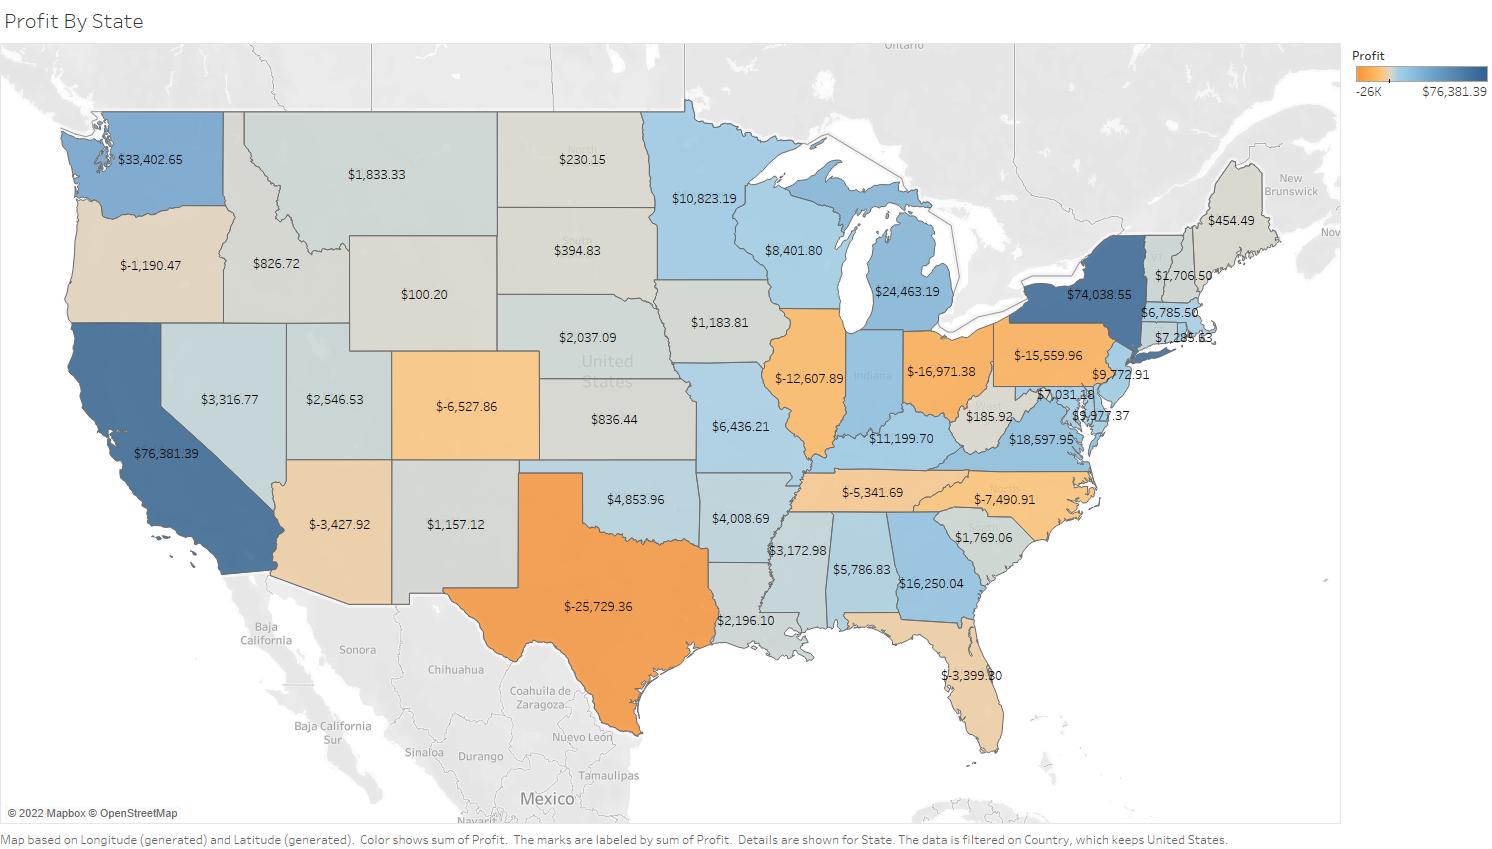 Profit By State
Ontario
Profit
-26K $76,381.39
$33,402.65
$1,833.33
North
$230.15
$10,823.19
New
Brunswick
$454.49
Nov
$-1,190.47
$826.72
$394.83
$8,401.80
VT
$1,706.50
$100.20
$24,463.19
$74,038.55
$6,785.50
$1,183.81
$2,037.09
$7,285.63
United
States
$-15,559.96
$9,772.91
$-12,607.89
Indiana
$-16,971.38
$3,316.77
$2,546.53
$-6,527.86
$7,031.18
$836.44
$185.92
$9,977.37
$6,436.21
$11,199.70
$18,597.95
$76,381.39
North
$-5,341.69
$-7,490.91
$4,853.96
$-3,427.92
$1,157.12
$4,008.69
South
$1,769.06
$3,172.98
$5,786.83
$16,250.04
$-25,729.36
$2,196.10
Baja
California
Sonora
Chihuahua
$-3,399.30
Coahuila de
Zaragoza
Baja California
Sur
Nuevo León
Sinaloa
Durango
Tamaulipas
Mexico
Nayarit
© 2022 Mapbox © OpenStreetMap
Map based on Longitude (generated) and Latitude (generated). Color shows sum of Profit. The marks are labeled by sum of Profit. Details are shown for State. The data is filtered on Country, which keeps United States.